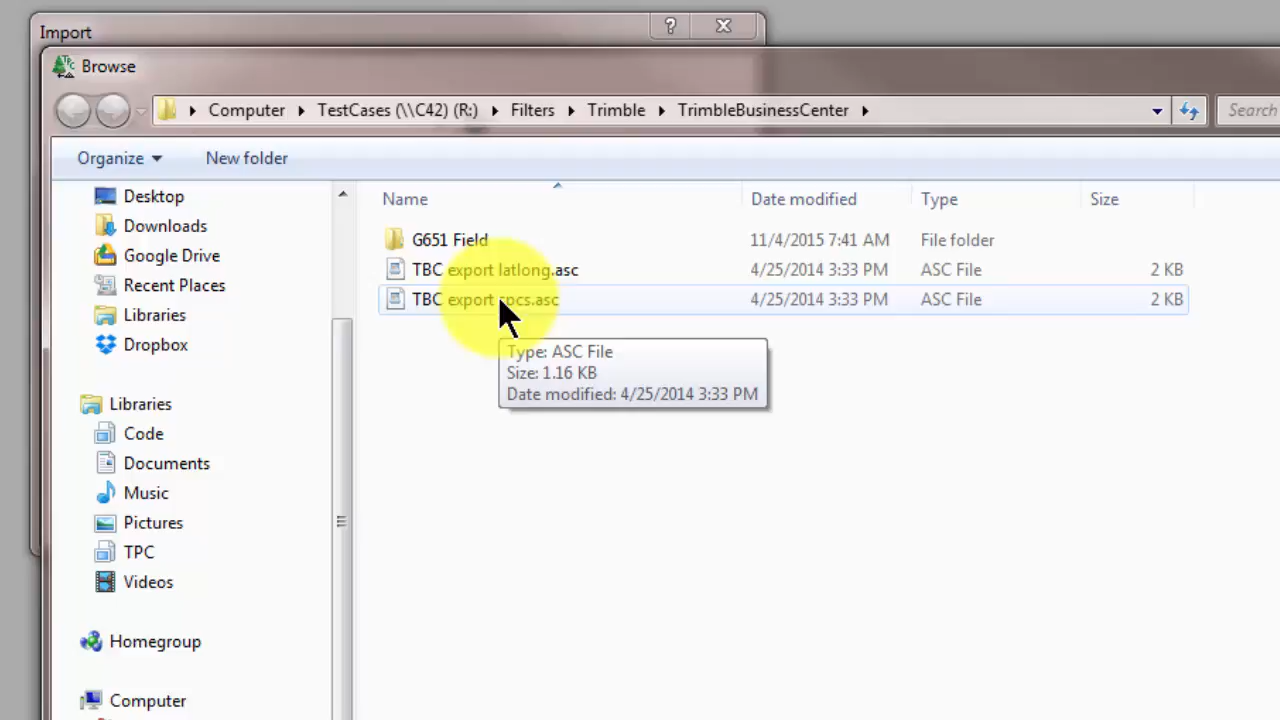 Import
Browse
Computer TestCases (\\C42) (R:) Filters Trimble TrimbleBusinessCenter
Search
Organize New folder
Name Date modified Type Size
Desktop
Downloads
Google Drive
Recent Places
Libraries
Dropbox
Libraries
Code
Documents
Music
Pictures
TPC
Videos
Homegroup
Computer
G651 Field 11/4/2015 7:41 AM File folder
TBC export latlong.asc 4/25/2014 3:33 PM ASC File 2 KB
TBC export spcs.asc 4/25/2014 3:33 PM ASC File 2 KB
Type: ASC File
Size: 1.16 KB
Date modified: 4/25/2014 3:33 PM